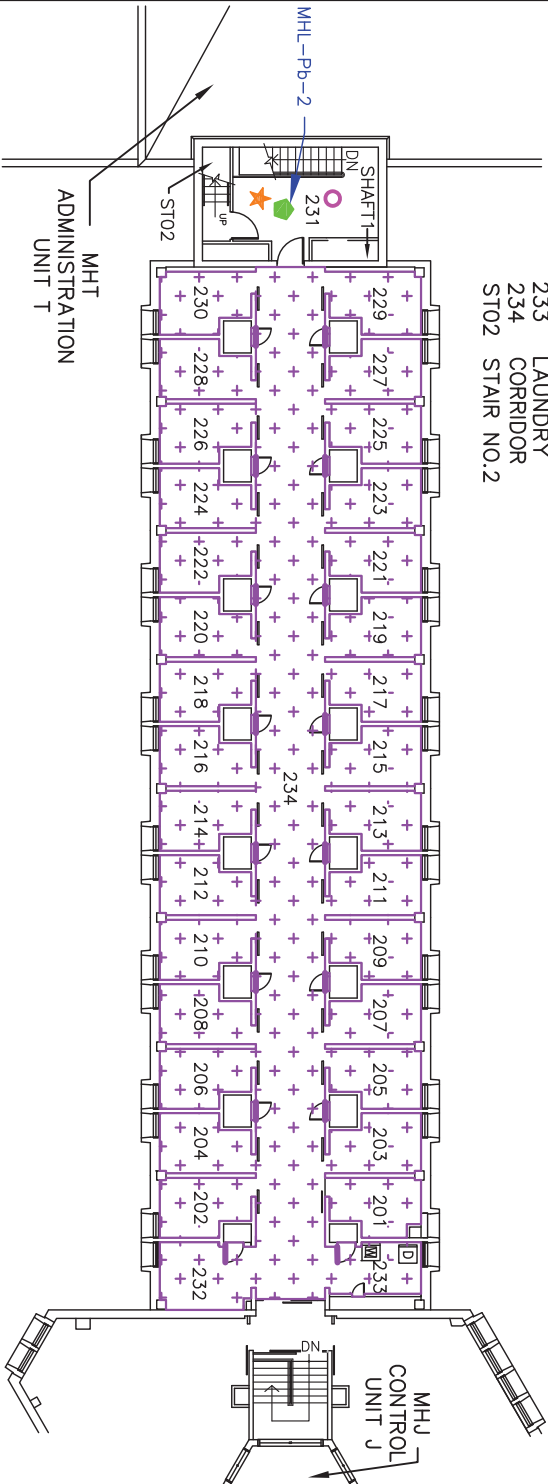 233 LAUNDRY
234 CORRIDOR
ST02 STAIR NO.2
MHL-Pb-2
DN
SHAFT1
231
UP
ST02
MHT
ADMINISTRATION
UNIT T
229
227
225
223
221
219
217
215
213
211
209
207
205
203
201
W
D
233
234
230
228
226
224
222
220
218
216
214
212
210
208
206
204
202
232
DN
MHJ
CONTROL
UNIT J